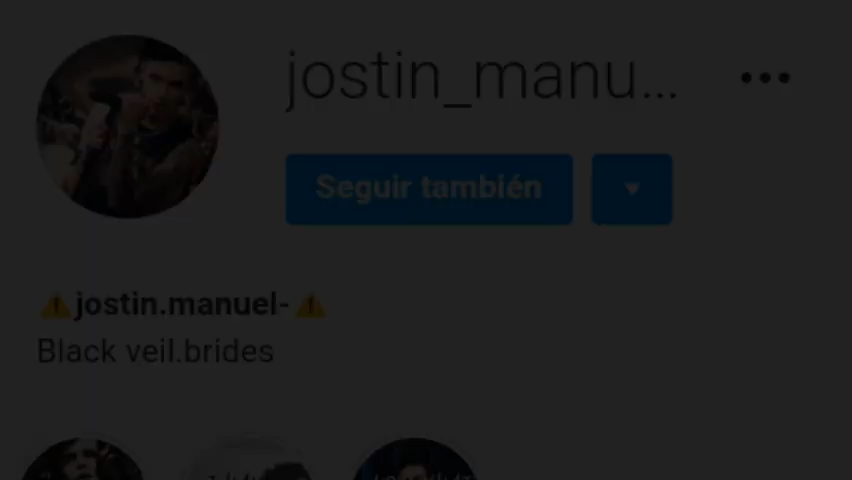 jostin_manu...
Seguir también
⚠️jostin.manuel-⚠️
Black veil.brides